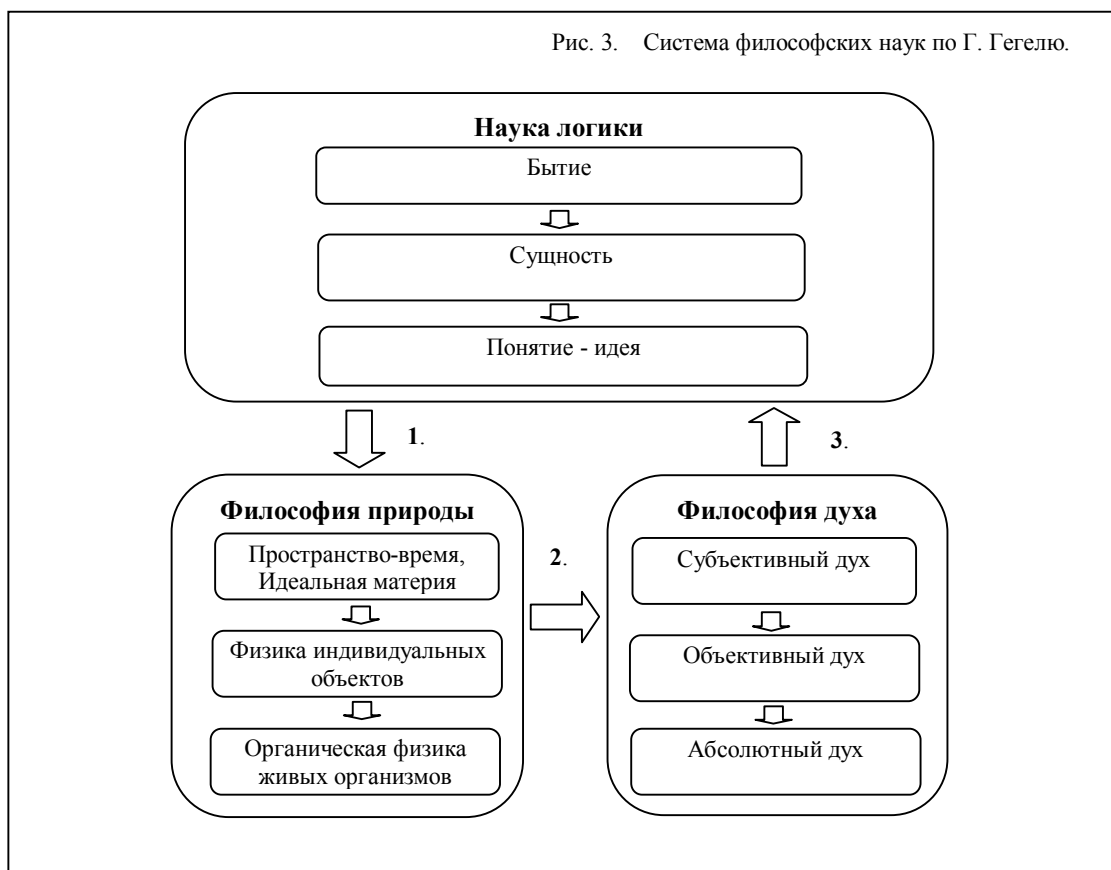 Рис. 3. Система философских наук по Г. Гегелю.
Наука логики
Бытие
Сущность
Понятие - идея
1.
3.
Философия природы
Пространство-время,
Идеальная материя
Физика индивидуальных
объектов
Органическая физика
живых организмов
2.
Философия духа
Субъективный дух
Объективный дух
Абсолютный дух